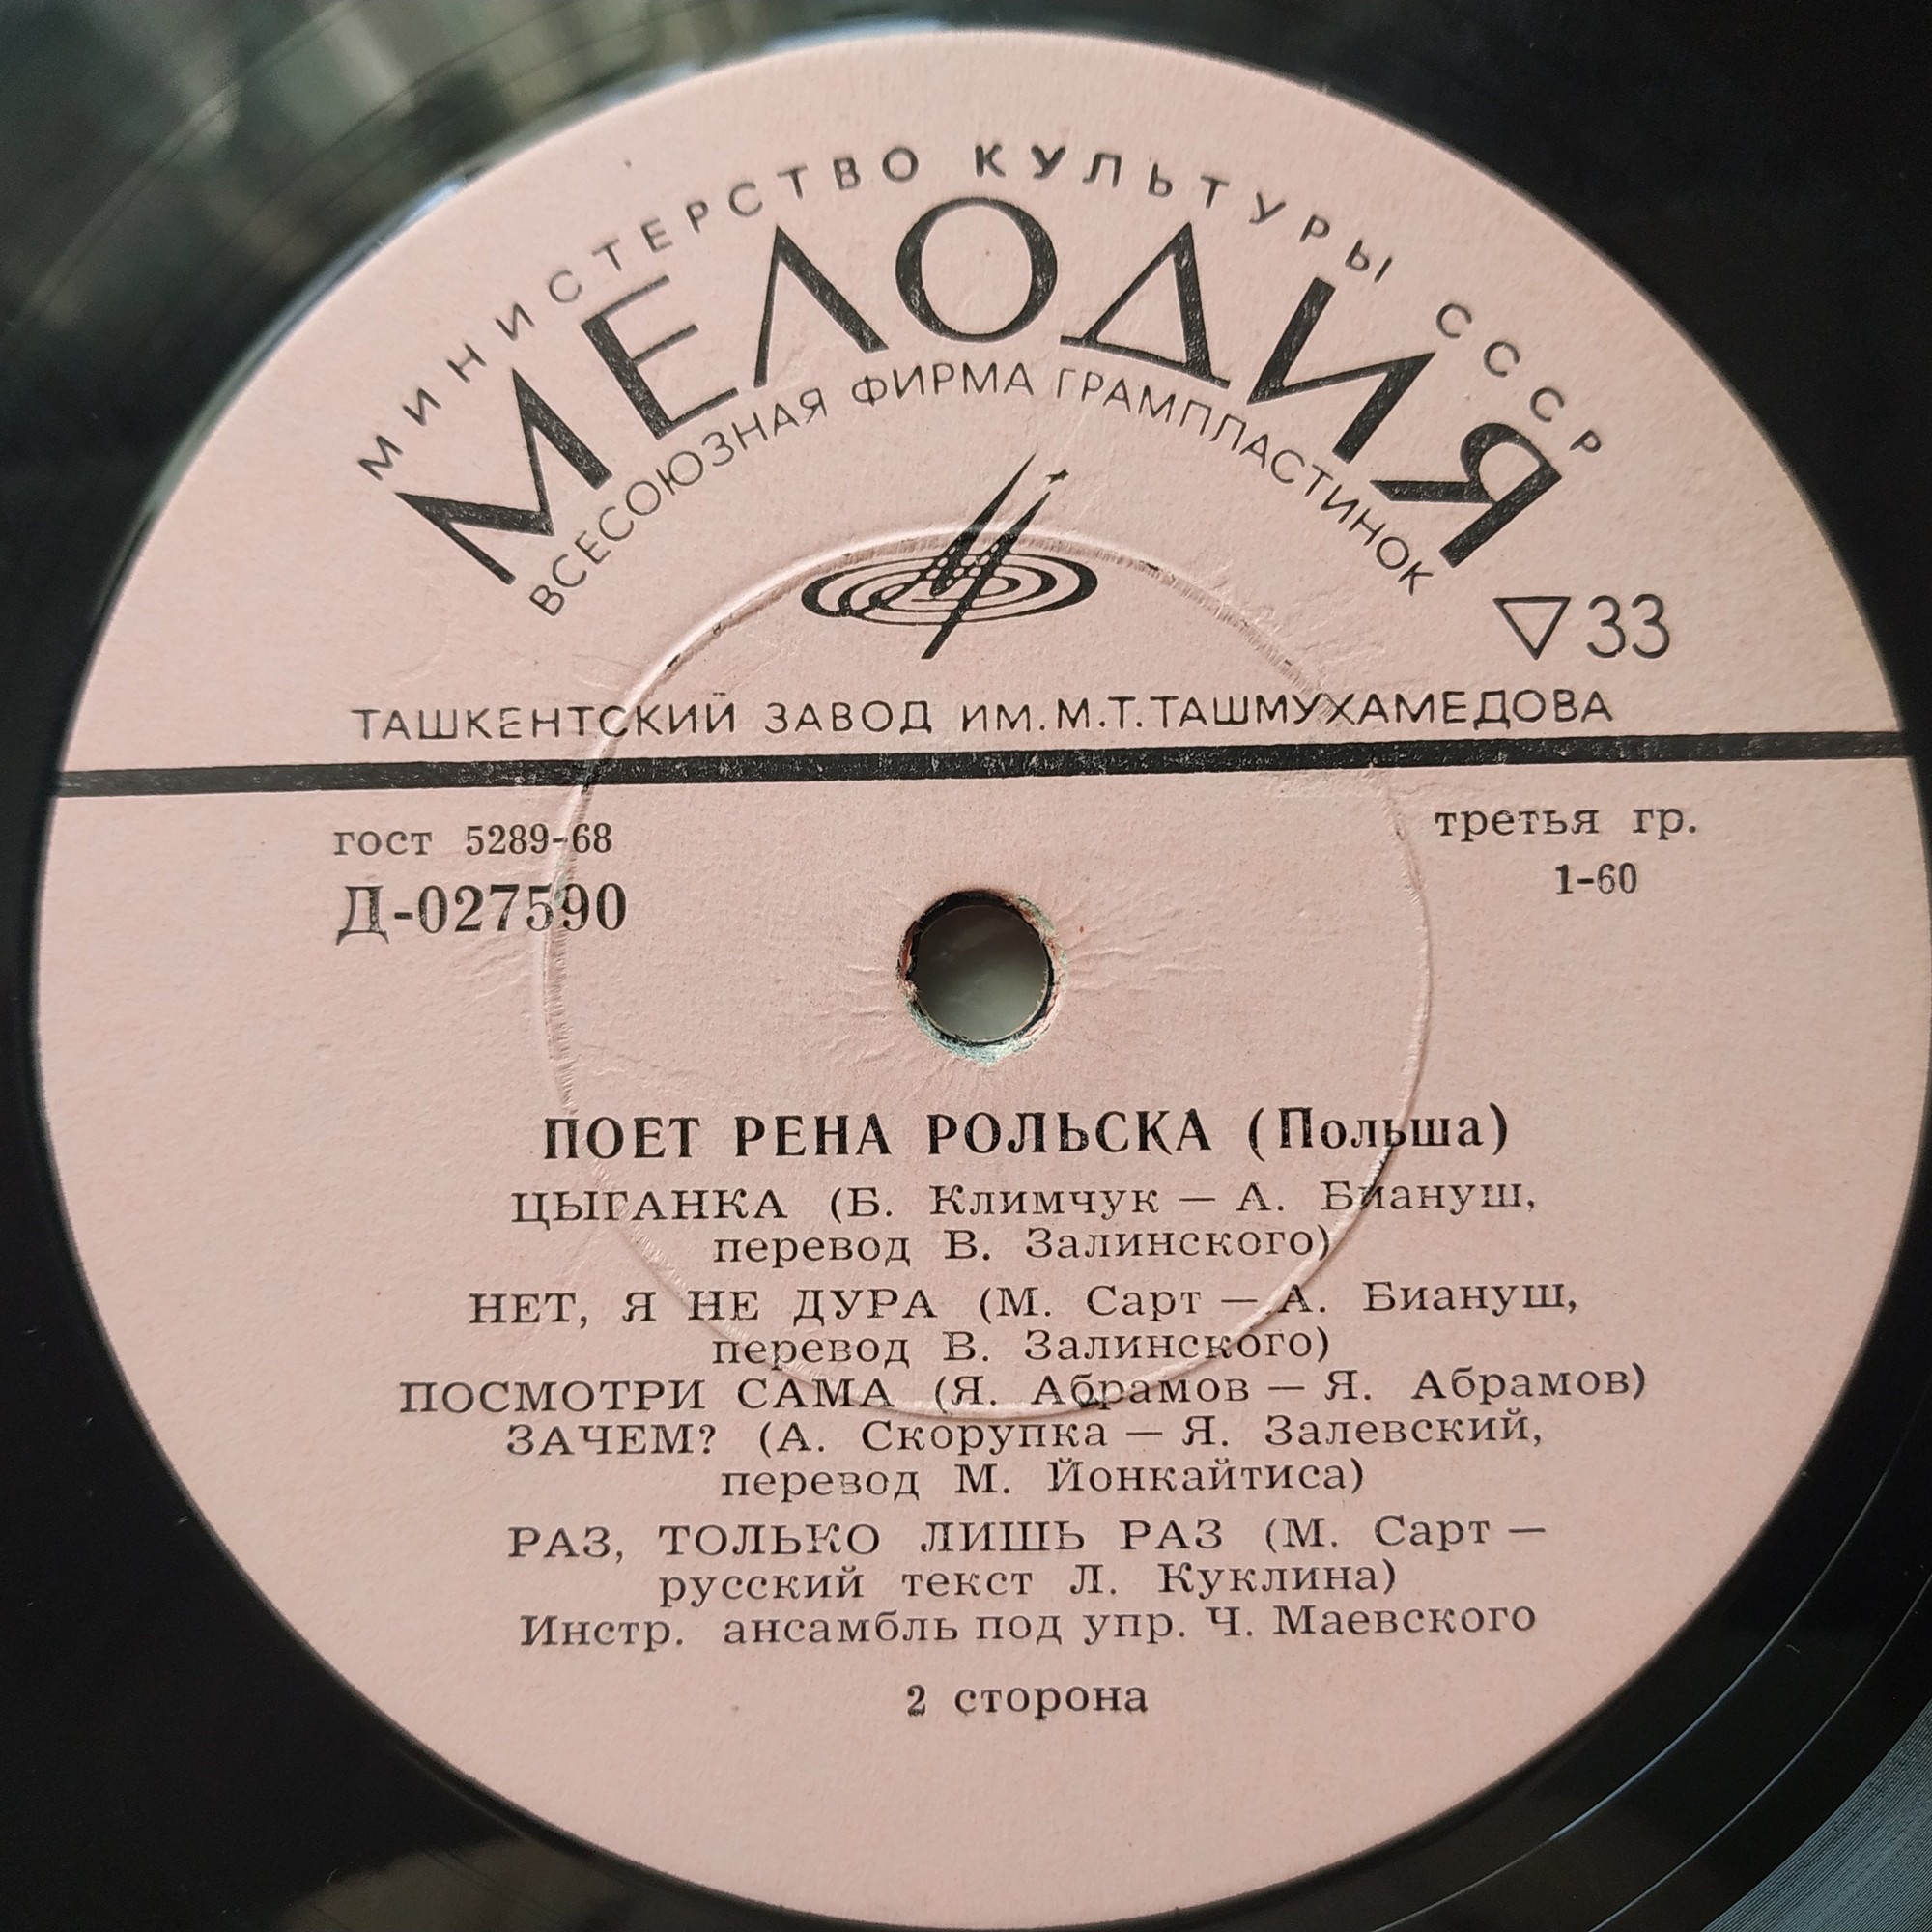 МИНИСТЕРСТВО КУЛЬТУРЫ СССР
МЕЛОДИЯ
ВСЕСОЮЗНАЯ ФИРМА ГРАМПЛАСТИНОК
33
ТАШКЕНТСКИЙ ЗАВОД ИМ. М.Т. ТАШМУХАМЕДОВА
гост 5289-68
третья гр.
Д-027590
1-60
ПОЕТ РЕНА РОЛЬСКА (Польша)
ЦЫГАНКА (Б. Климчук — А. Биануш,
перевод В. Залинского)
НЕТ, Я НЕ ДУРА (М. Сарт — А. Биануш,
перевод В. Залинского)
ПОСМОТРИ САМА (Я. Абрамов — Я. Абрамов)
ЗАЧЕМ? (А. Скорупка — Я. Залевский,
перевод М. Йонкайтиса)
РАЗ, ТОЛЬКО ЛИШЬ РАЗ (М. Сарт —
русский текст Л. Куклина)
Инстр. ансамбль под упр. Ч. Маевского
2 сторона